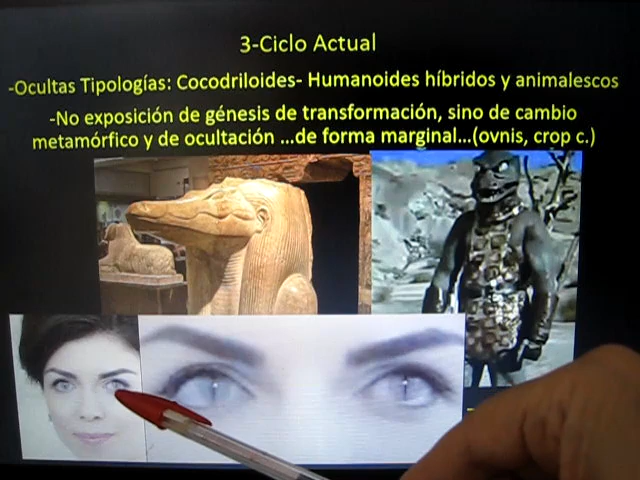 3-Ciclo Actual
-Ocultas Tipologías: Cocodriloides- Humanoides híbridos y animalescos
-No exposición de génesis de transformación, sino de cambio
metamórfico y de ocultación ...de forma marginal...(ovnis, crop c.)